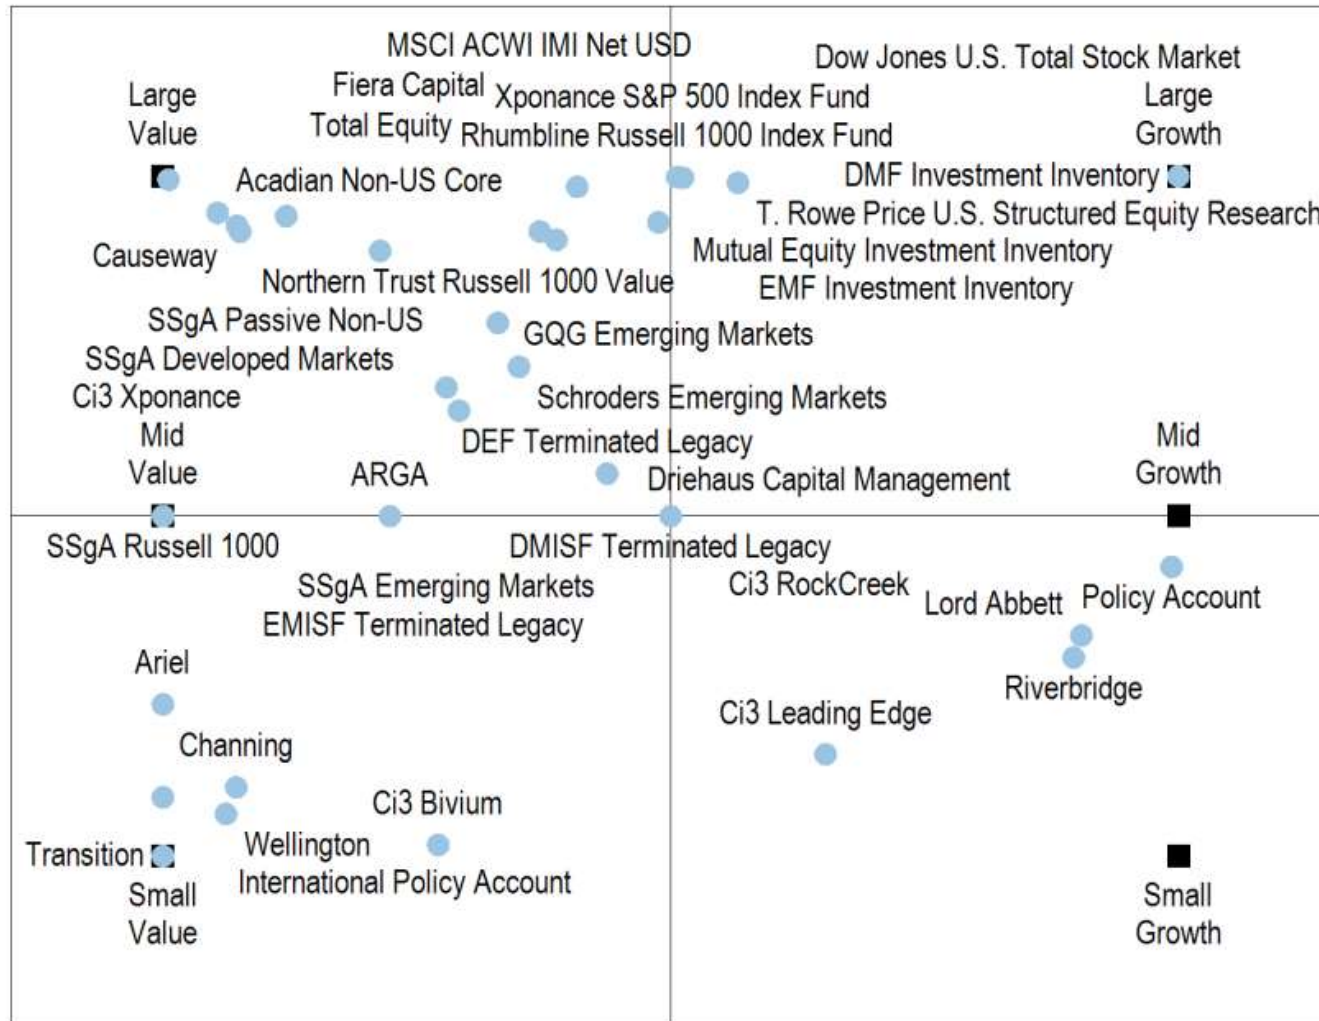 MSCI ACWI IMI Net USD
Dow Jones U.S. Total Stock Market
Large
Value
Fiera Capital
Xponance S&P 500 Index Fund
Large
Growth
Total Equity
Rhumbline Russell 1000 Index Fund
Acadian Non-US Core
DMF Investment Inventory
T. Rowe Price U.S. Structured Equity Research
Causeway
Mutual Equity Investment Inventory
Northern Trust Russell 1000 Value
EMF Investment Inventory
SSgA Passive Non-US
GQG Emerging Markets
SSgA Developed Markets
Ci3 Xponance
Schroders Emerging Markets
Mid
Value
DEF Terminated Legacy
Mid
Growth
ARGA
Driehaus Capital Management
SSgA Russell 1000
DMISF Terminated Legacy
SSgA Emerging Markets
Ci3 RockCreek
Lord Abbett
Policy Account
EMISF Terminated Legacy
Ariel
Riverbridge
Ci3 Leading Edge
Channing
Ci3 Bivium
Wellington
Transition
International Policy Account
Small
Value
Small
Growth